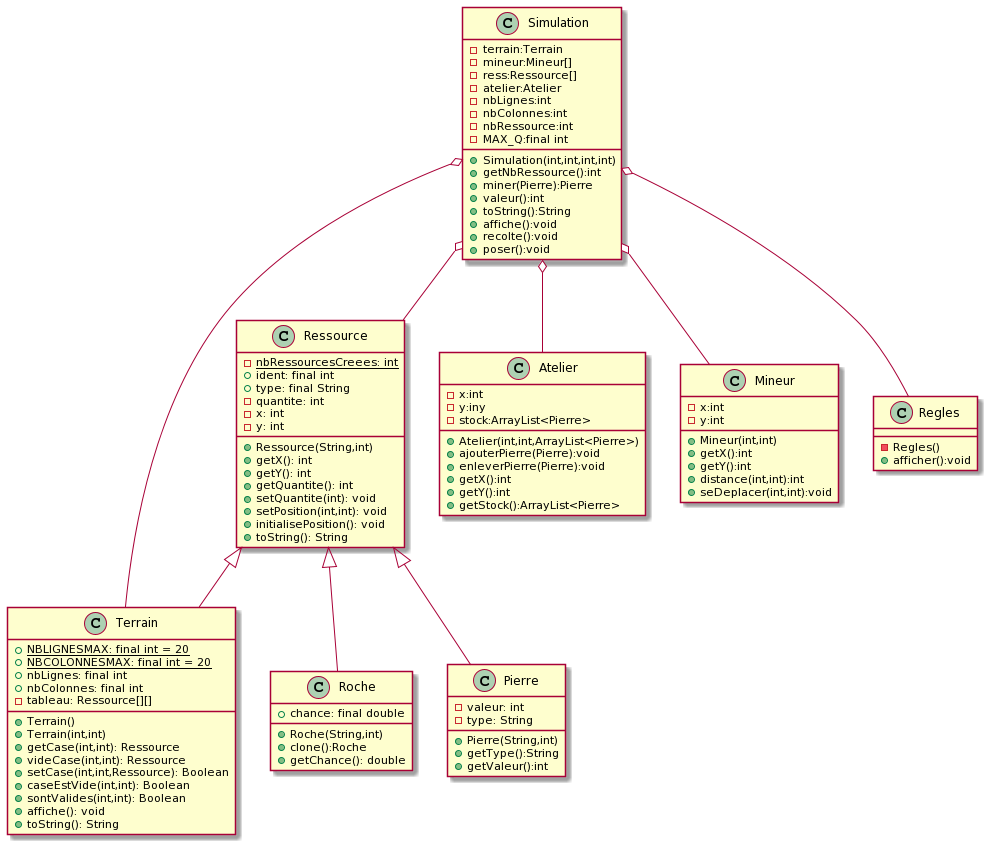 C Simulation
terrain:Terrain
mineur:Mineur[]
ress:Ressource[]
atelier:Atelier
nbLignes:int
nbColonnes:int
nbRessource:int
MAX_Q:final int
Simulation(int,int,int,int)
getNbRessource():int
miner(Pierre):Pierre
valeur():int
toString():String
affiche():void
recolte():void
poser():void
C Ressource
nbRessourcesCreees: int
ident: final int
type: final String
quantite: int
x: int
y: int
Ressource(String,int)
getX(): int
getY(): int
getQuantite(): int
setQuantite(int): void
setPosition(int,int): void
initialisePosition(): void
toString(): String
C Atelier
x:int
y:iny
stock:ArrayList<Pierre>
Atelier(int,int,ArrayList<Pierre>)
ajouterPierre(Pierre):void
enleverPierre(Pierre):void
getX():int
getY():int
getStock():ArrayList<Pierre>
C Mineur
x:int
y:int
Mineur(int,int)
getX():int
getY():int
distance(int,int):int
seDeplacer(int,int):void
C Regles
Regles()
afficher():void
C Terrain
NBLIGNESMAX: final int = 20
NBCOLONNESMAX: final int = 20
nbLignes: final int
nbColonnes: final int
tableau: Ressource[][]
Terrain()
Terrain(int,int)
getCase(int,int): Ressource
videCase(int,int): Ressource
setCase(int,int,Ressource): Boolean
caseEstVide(int,int): Boolean
sontValides(int,int): Boolean
affiche(): void
toString(): String
C Roche
chance: final double
Roche(String,int)
clone():Roche
getChance(): double
C Pierre
valeur: int
type: String
Pierre(String,int)
getType():String
getValeur():int